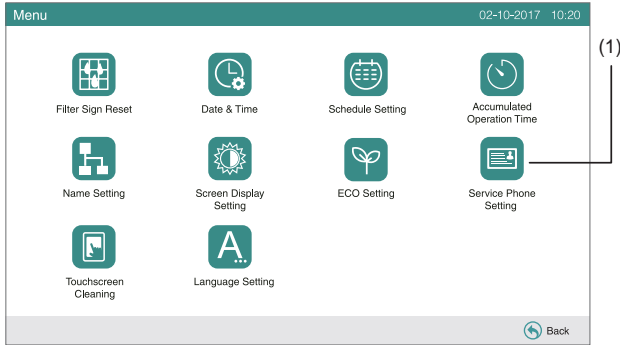 Menu 02-10-2017 10:20
(1)
Filter Sign Reset
Date & Time
Schedule Setting
Accumulated
Operation Time
Name Setting
Screen Display
Setting
ECO Setting
Service Phone
Setting
Touchscreen
Cleaning
A...
Language Setting
Back